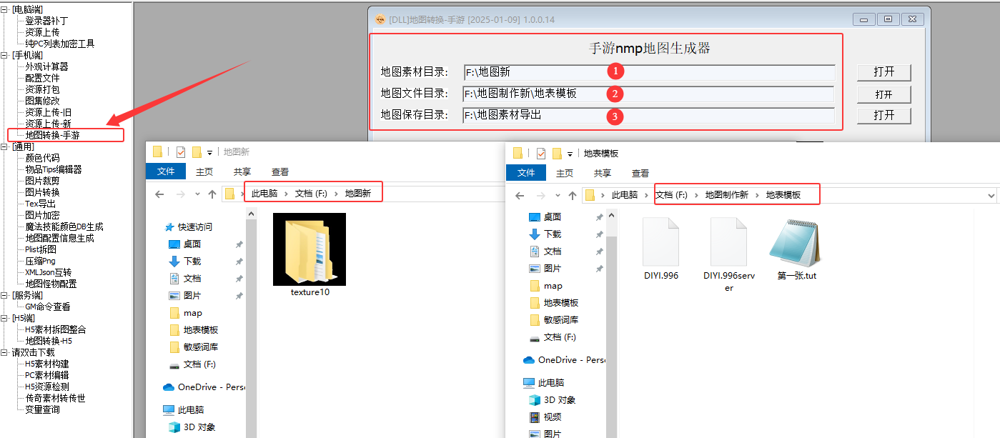 [电脑端]
登录器补丁
资源上传
纯PC列表加密工具
[手机端]
外观计算器
配置文件
资源打包
图集修改
资源上传-旧
资源上传-新
地图转换-手游
[通用]
颜色代码
物品Tips编辑器
图片裁剪
图片转换
Tex导出
图片加密
魔法技能颜色DB生成
地图配置信息生成
Plist拆图
压缩Png
XMLJson互转
地图怪物配置
[服务端]
GM命令查看
[H5端]
H5素材拆图整合
地图转换-H5
请双击下载
H5素材构建
PC素材编辑
H5资源检测
传奇素材转传世
变量查询
[DLL]地图转换-手游 [2025-01-09] 1.0.0.14
手游nmp地图生成器
地图素材目录: F:\地图新 1 打开
地图文件目录: F:\地图制作新\地表模板 2 打开
地图保存目录: F:\地图素材导出 3 打开
地图新
文件 主页 共享 查看
此电脑 > 文档 (F:) > 地图新
快速访问
桌面
下载
文档
图片
map
地表模板
敏感词库
文档 (F:)
OneDrive - Perso
此电脑
3D 对象
texture10
地表模板
文件 主页 共享 查看
此电脑 > 文档 (F:) > 地图制作新 > 地表模板
桌面
下载
文档
图片
map
地表模板
敏感词库
文档 (F:)
OneDrive - Perso
此电脑
3D 对象
视频
图片
DIYI.996
DIYI.996serv
er
第一张.tut